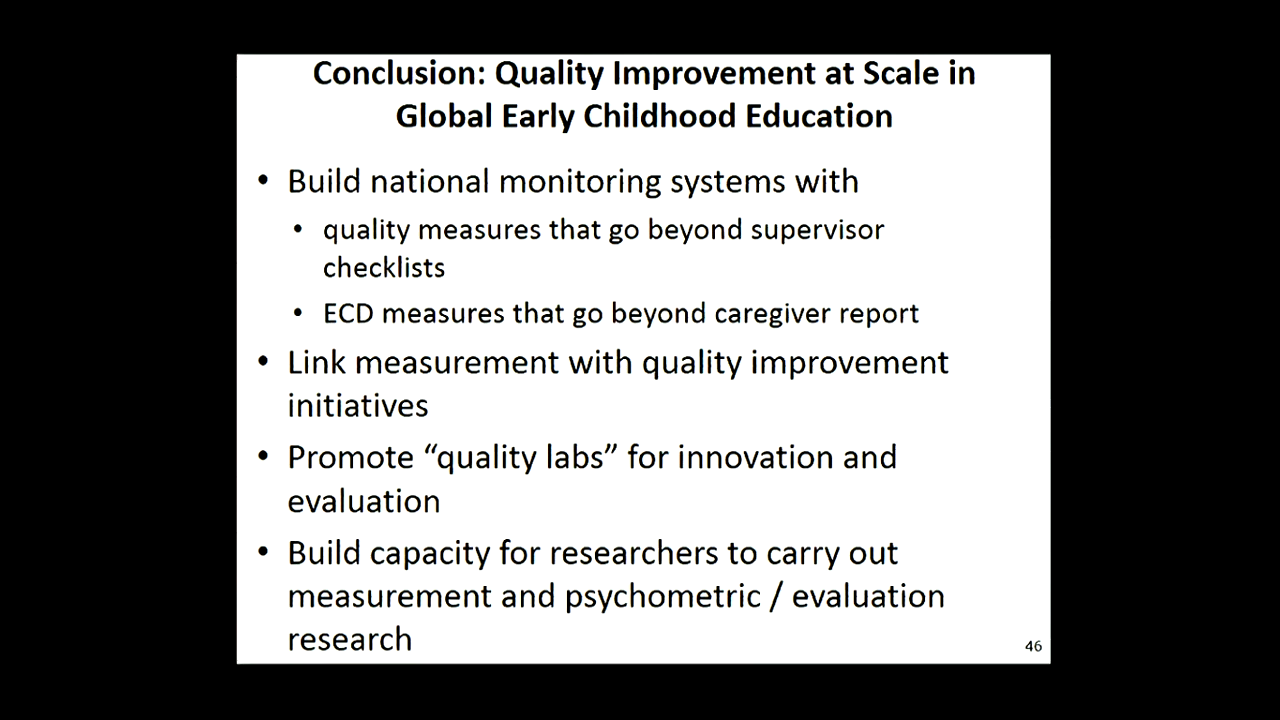 Conclusion: Quality Improvement at Scale in
Global Early Childhood Education
• Build national monitoring systems with
• quality measures that go beyond supervisor
checklists
• ECD measures that go beyond caregiver report
• Link measurement with quality improvement
initiatives
• Promote “quality labs” for innovation and
evaluation
• Build capacity for researchers to carry out
measurement and psychometric / evaluation
research
46